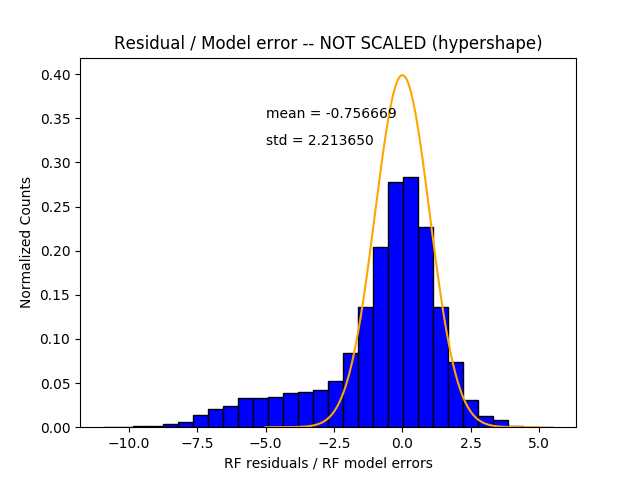 Residual / Model error -- NOT SCALED (hypershape)
0.40
0.35
0.30
0.25
0.20
0.15
0.10
0.05
0.00
Normalized Counts
mean = -0.756669
std = 2.213650
−10.0 −7.5 −5.0 −2.5 0.0 2.5 5.0
RF residuals / RF model errors